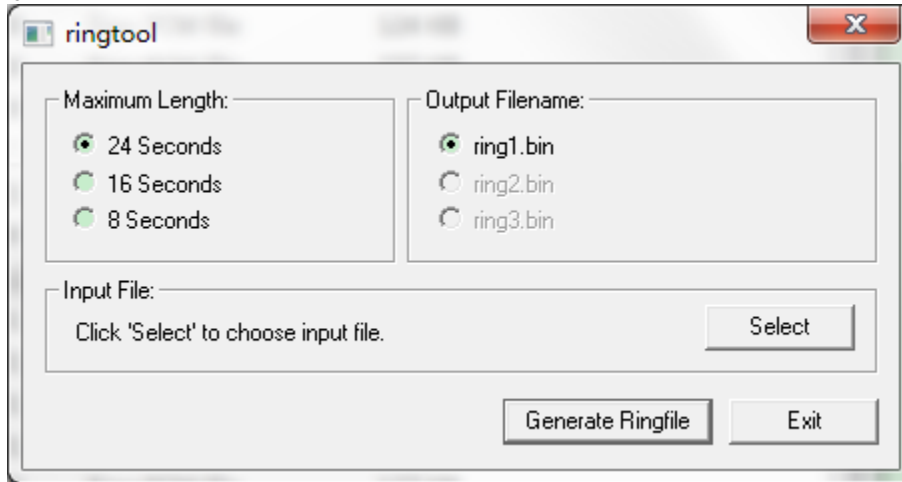 ringtool
Maximum Length:
24 Seconds
16 Seconds
8 Seconds
Output Filename:
ring1.bin
ring2.bin
ring3.bin
Input File:
Click 'Select' to choose input file.
Select
Generate Ringfile
Exit